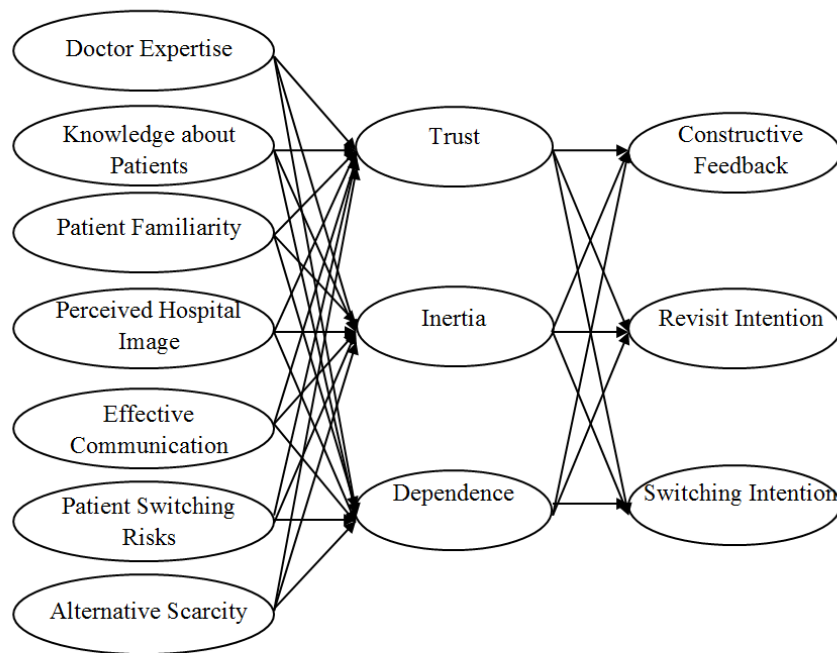 Doctor Expertise
Knowledge about
Patients
Patient Familiarity
Perceived Hospital
Image
Effective
Communication
Patient Switching
Risks
Alternative Scarcity
Trust
Inertia
Dependence
Constructive
Feedback
Revisit Intention
Switching Intention